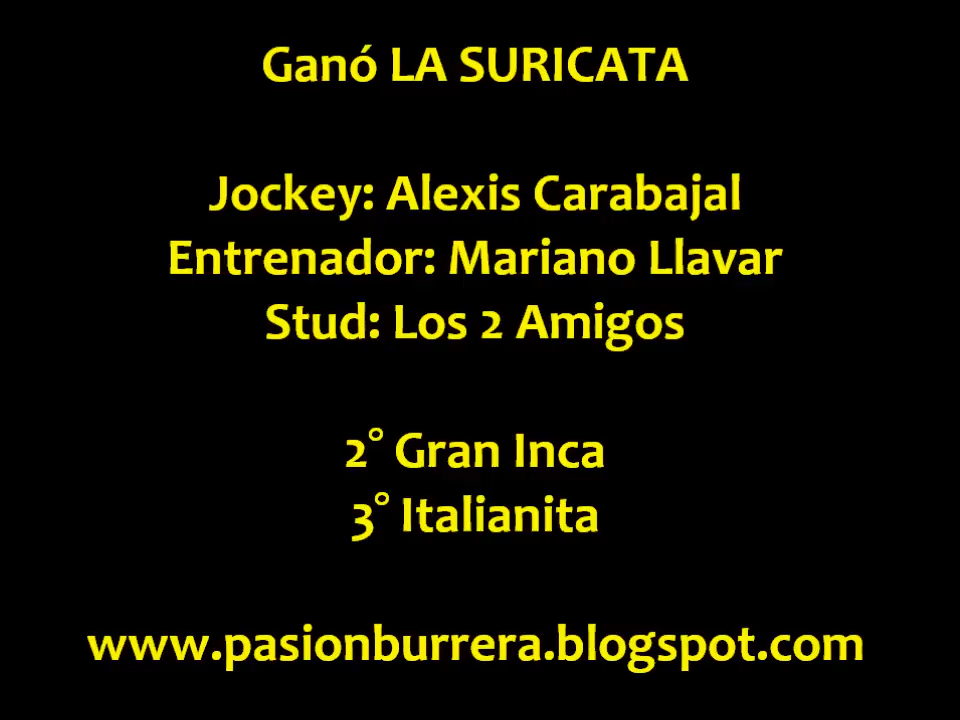 Ganó LA SURICATA
Jockey: Alexis Carabajal
Entrenador: Mariano Llavar
Stud: Los 2 Amigos
2° Gran Inca
3° Italianita
www.pasionburrera.blogspot.com